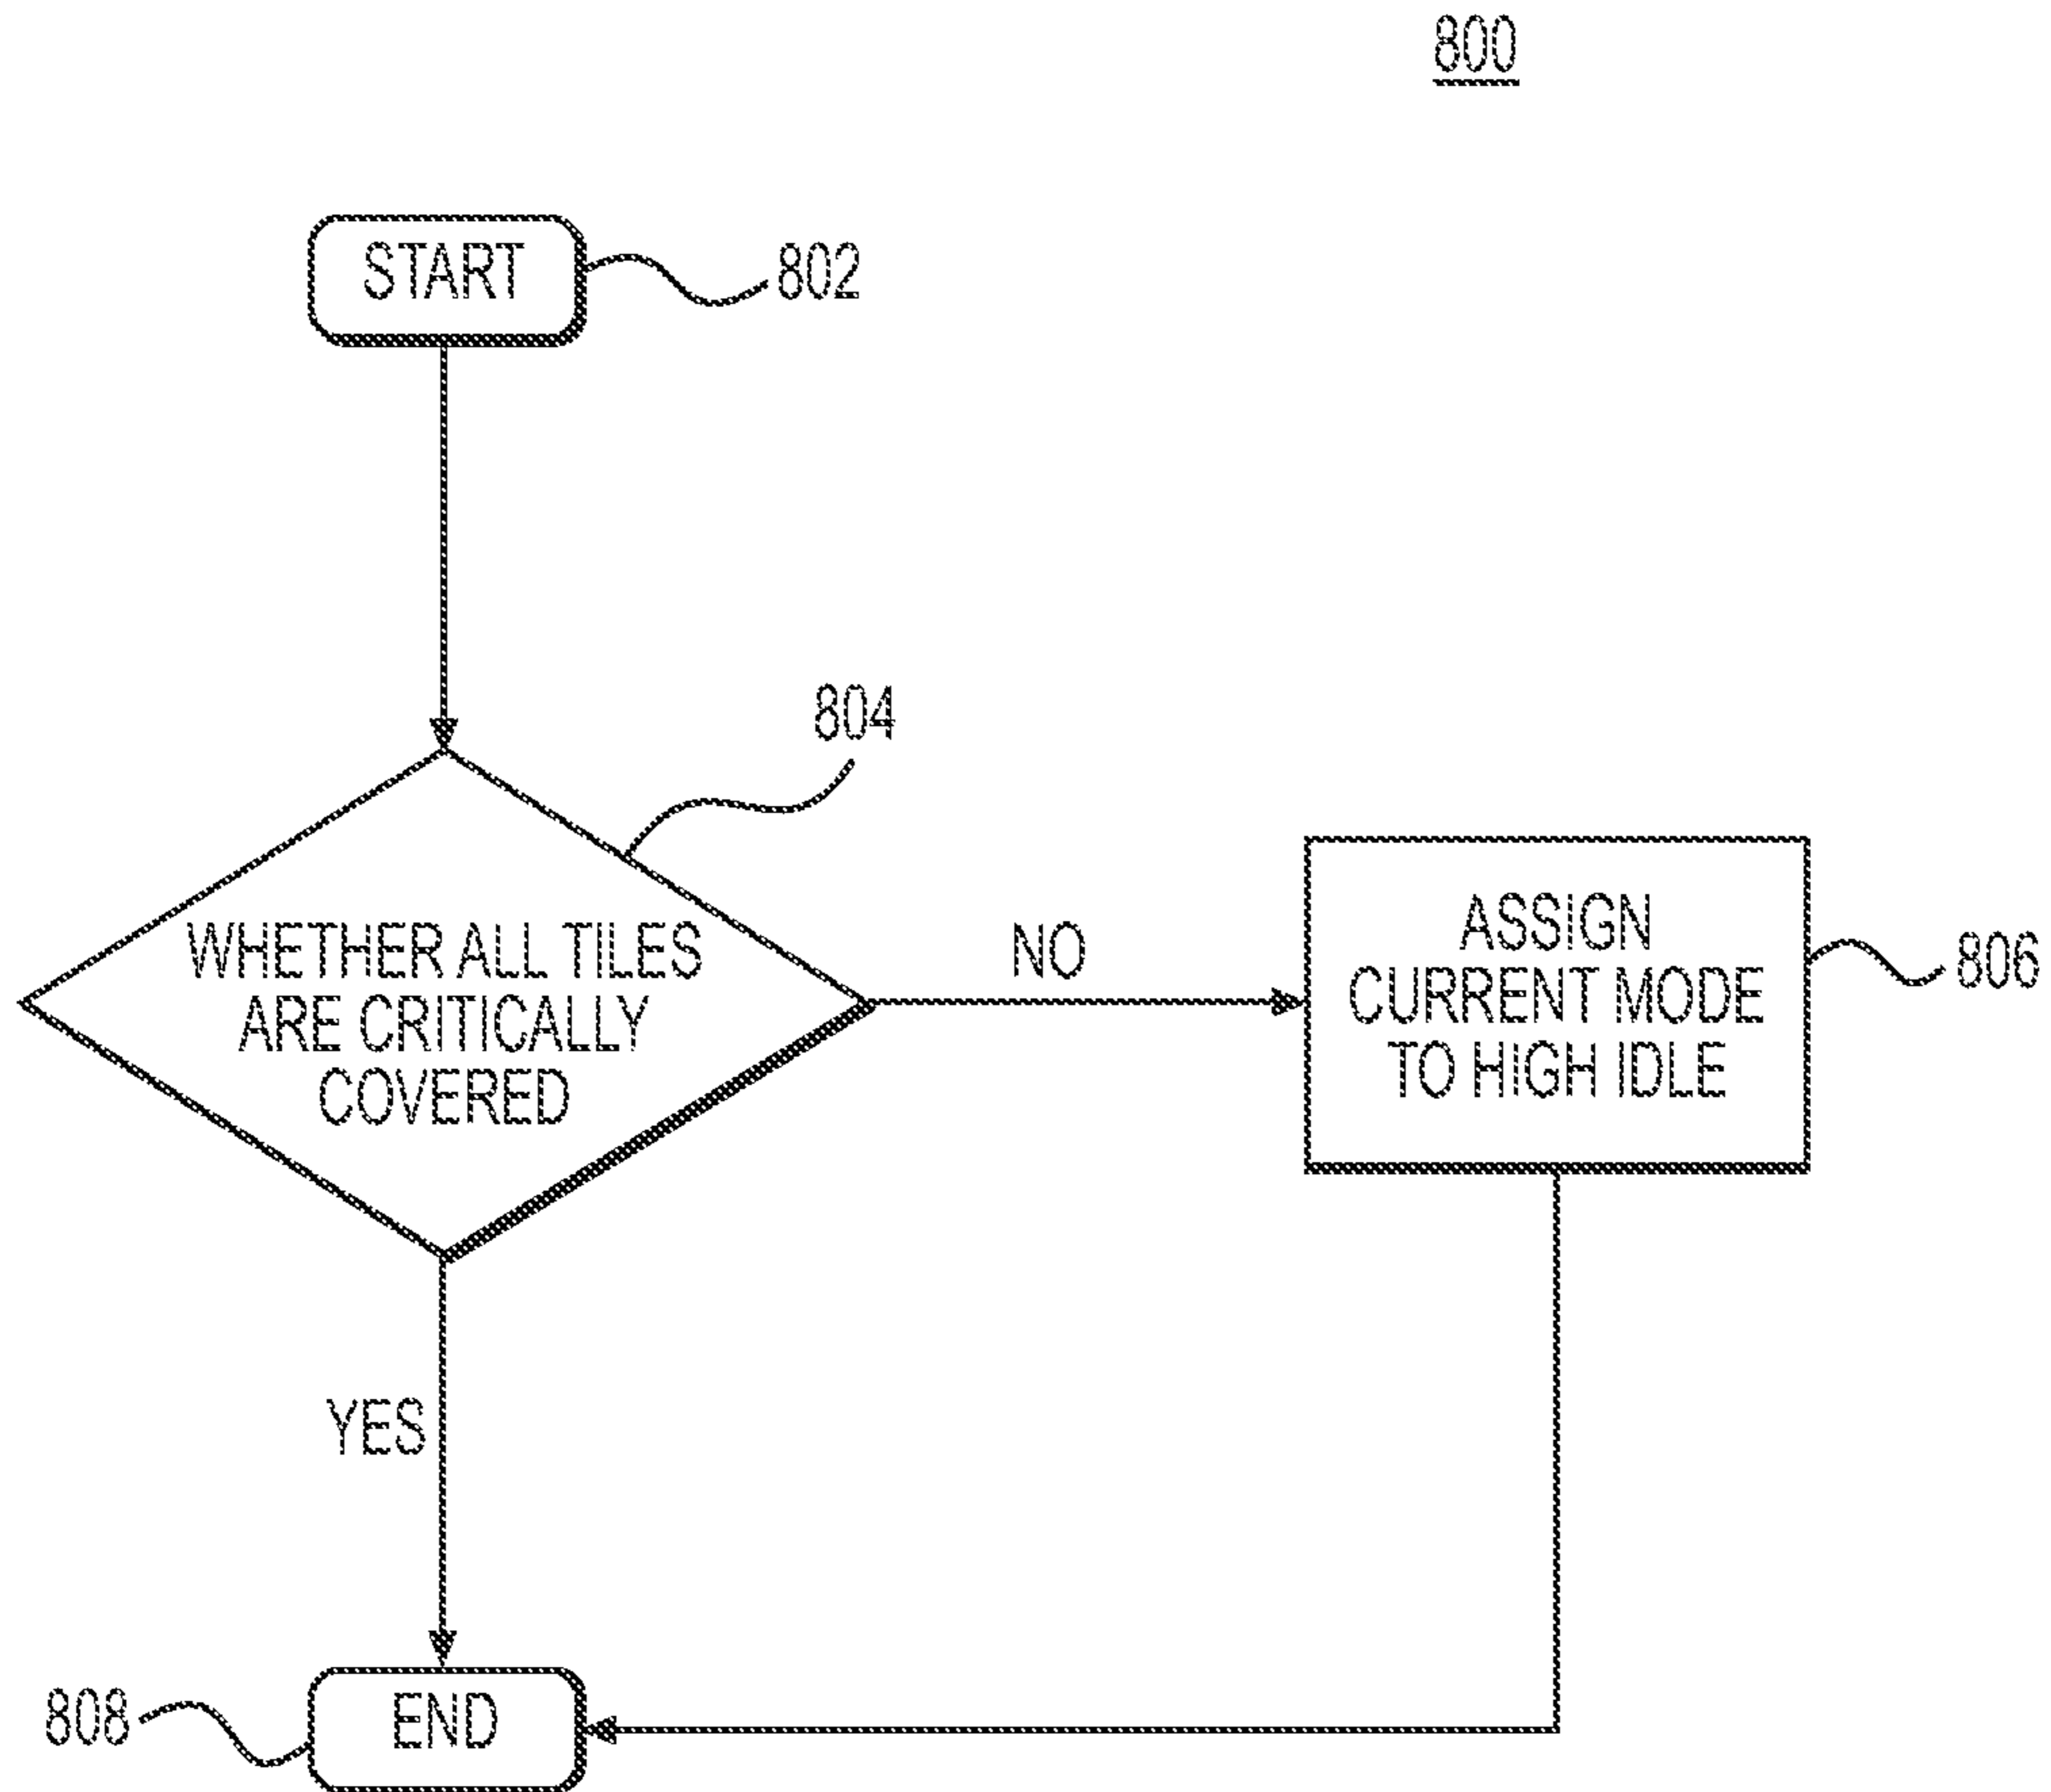 800
START
802
804
WHETHER ALL TILES
ARE CRITICALLY
COVERED
NO
ASSIGN
CURRENT MODE
TO HIGH IDLE
806
YES
808
END